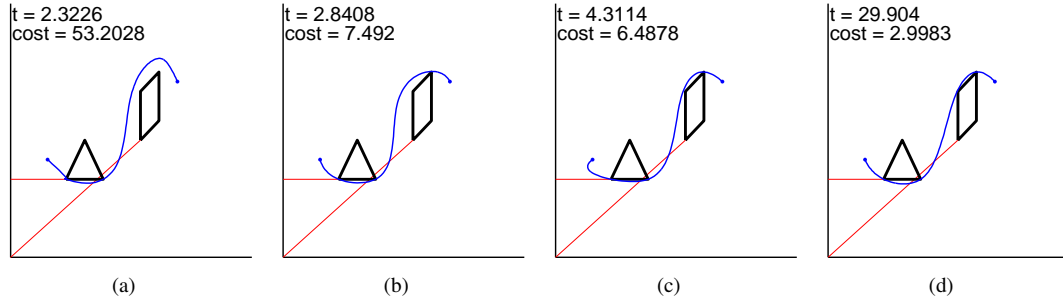 t = 2.3226
cost = 53.2028
t = 2.8408
cost = 7.492
t = 4.3114
cost = 6.4878
t = 29.904
cost = 2.9983
(a)
(b)
(c)
(d)